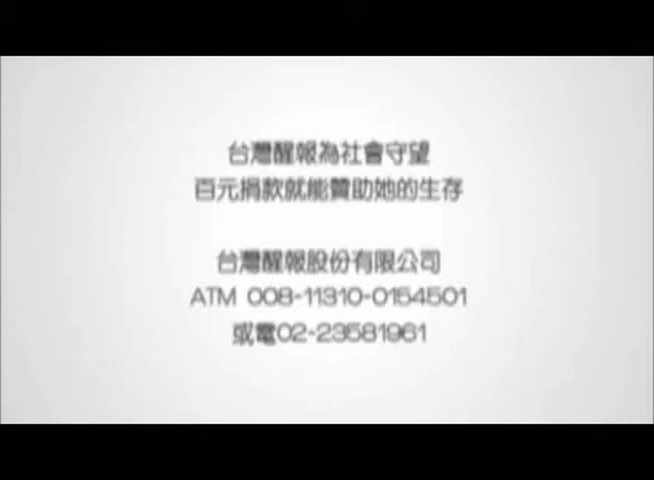 台灣醒報為社會守望
百元捐款就能贊助她的生存
台灣醒報股份有限公司
ATM 008-11310-0154501
或電02-23581961